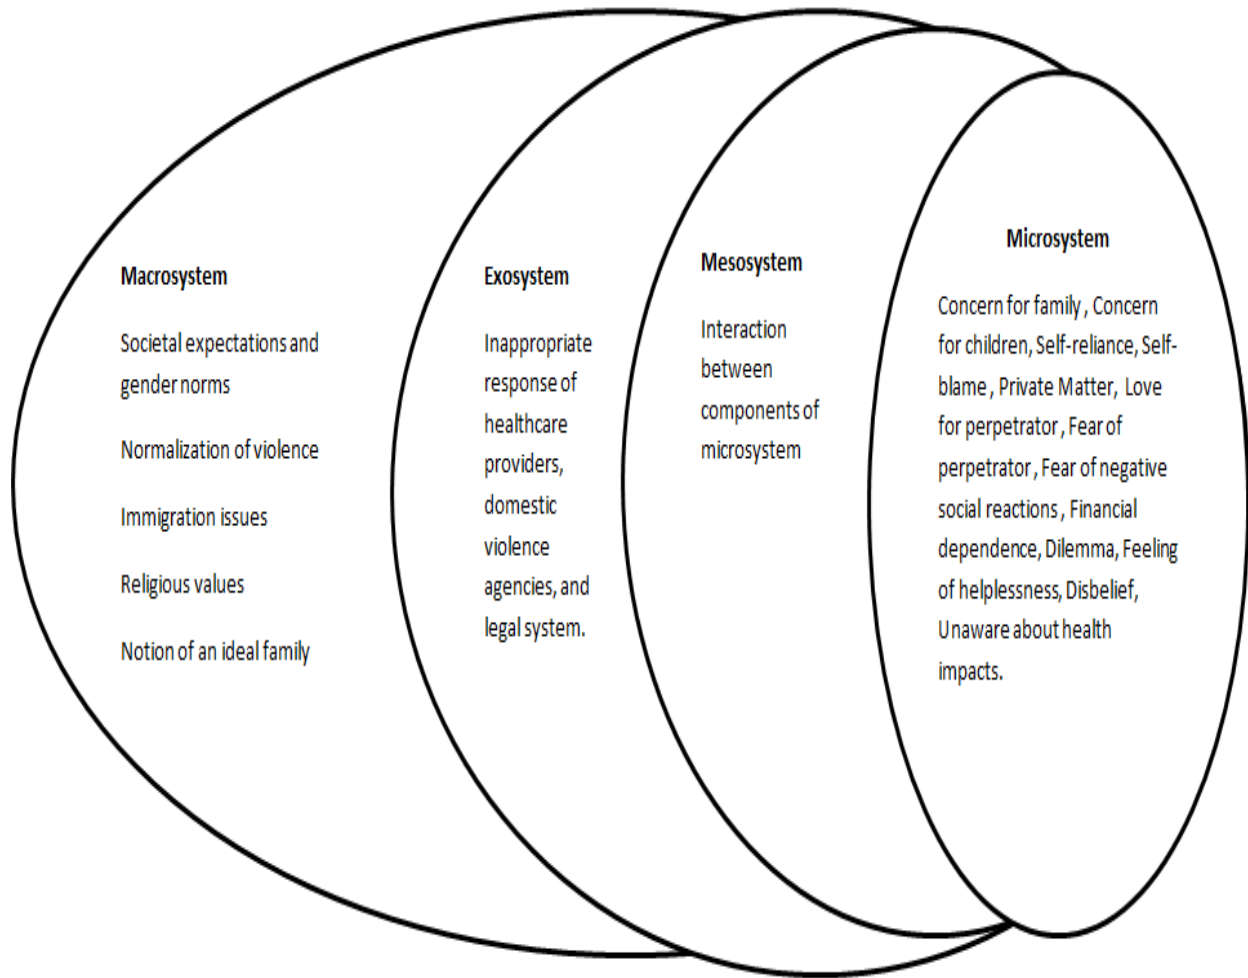 Macrosystem
Societal expectations and
gender norms
Normalization of violence
Immigration issues
Religious values
Notion of an ideal family
Exosystem
Inappropriate
response of
healthcare
providers,
domestic
violence
agencies, and
legal system.
Mesosystem
Interaction
between
components of
microsystem
Microsystem
Concern for family , Concern
for children, Self-reliance, Self-
blame , Private Matter, Love
for perpetrator , Fear of
perpetrator , Fear of negative
social reactions , Financial
dependence, Dilemma, Feeling
of helplessness, Disbelief,
Unaware about health
impacts.